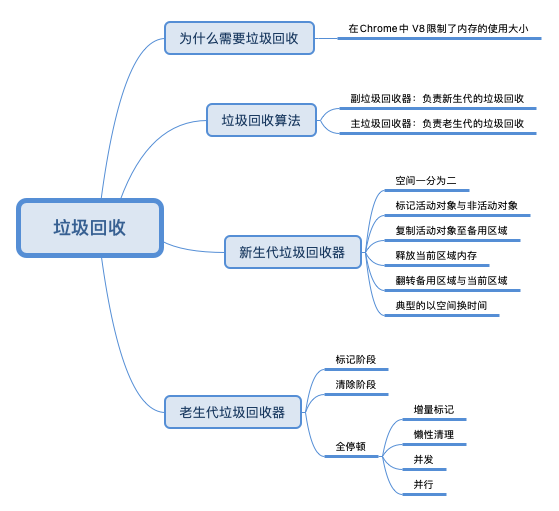 垃圾回收
为什么需要垃圾回收
在Chrome中 V8限制了内存的使用大小
垃圾回收算法
副垃圾回收器：负责新生代的垃圾回收
主垃圾回收器：负责老生代的垃圾回收
新生代垃圾回收器
空间一分为二
标记活动对象与非活动对象
复制活动对象至备用区域
释放当前区域内存
翻转备用区域与当前区域
典型的以空间换时间
老生代垃圾回收器
标记阶段
清除阶段
全停顿
增量标记
懒性清理
并发
并行